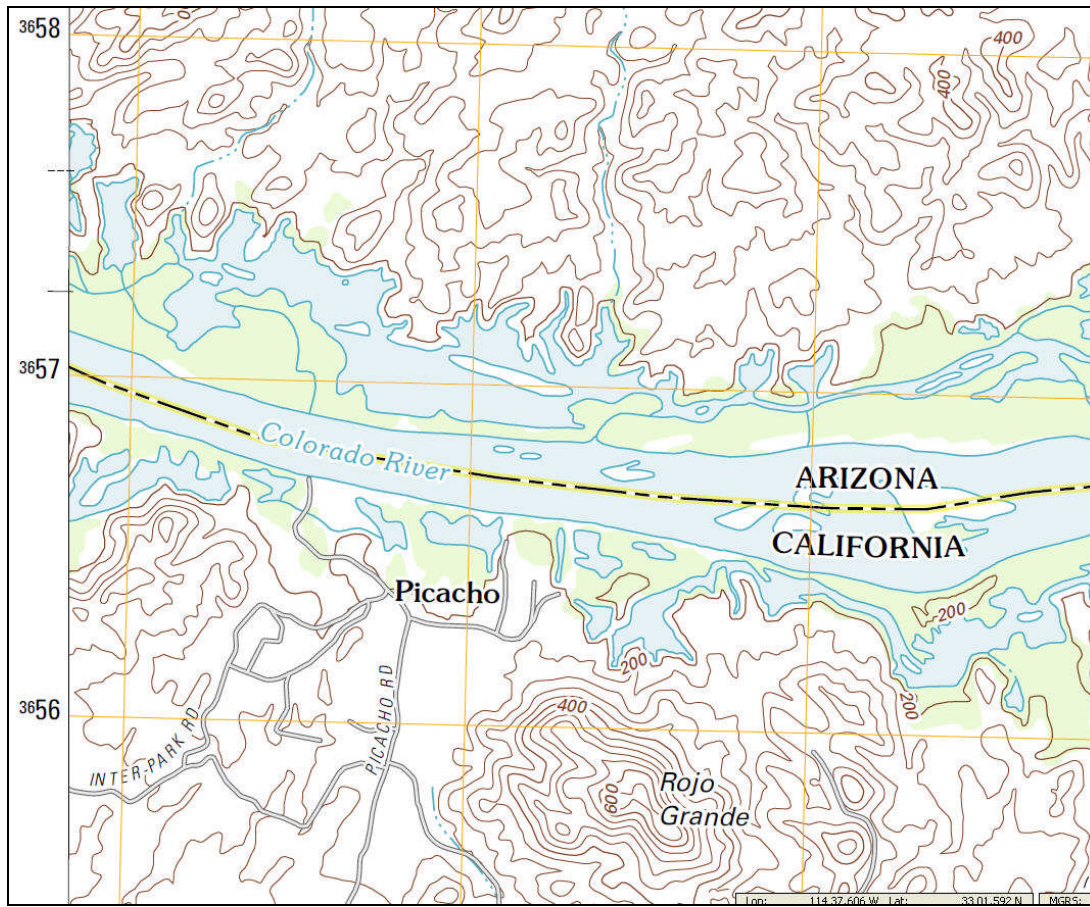 3658
400
400
3657
Colorado River
ARIZONA
CALIFORNIA
Picacho
200
200
200
3656
400
INTER-PARK RD
PICACHO RD
600
Rojo
Grande
Lon: 114 37.606 W Lat: 33 01.592 N MGRS: